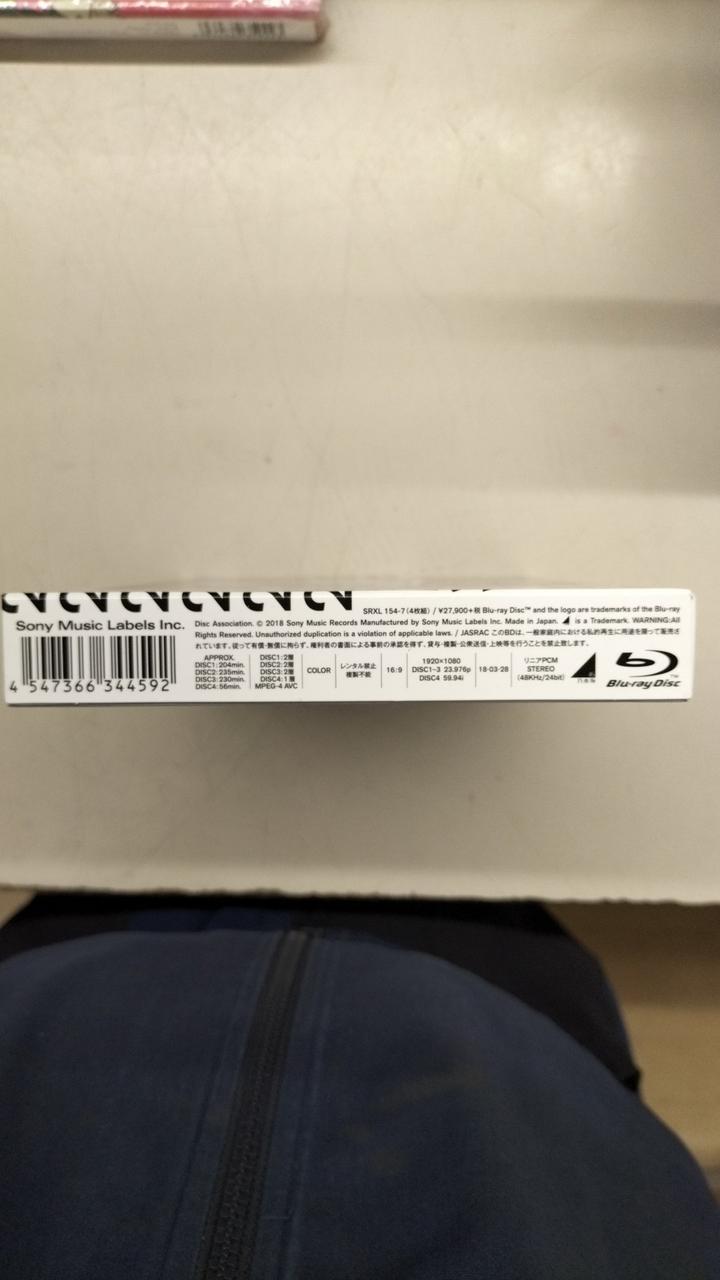 2 2 2 2 2 2
Sony Music Labels Inc.
4 547366 344592
SRXL 154-7(4枚組) / ¥27,900+税 Blu-ray Disc™ and the logo are trademarks of the Blu-ray
Disc Association. © 2018 Sony Music Records Manufactured by Sony Music Labels Inc. Made in Japan. is a Trademark. WARNING:All
Rights Reserved. Unauthorized duplication is a violation of applicable laws. / JASRAC このBDは、一般家庭内における私的再生に用途を限って販売さ
れています。従って有償・無償に拘らず、権利者の書面による事前の承認を得ず、貸与・複製・公衆送信・上映等を行うことを禁止致します。
APPROX.
DISC1:204min.
DISC2:235min.
DISC3:230min.
DISC4:56min.
DISC1:2層
DISC2:2層
DISC3:2層
DISC4:1層
MPEG-4 AVC
COLOR
レンタル禁止
複製不能
16:9
1920×1080
DISC1-3 23.976p
DISC4 59.94i
18-03-28
リニアPCM
STEREO
(48KHz/24bit)
Blu-ray Disc™